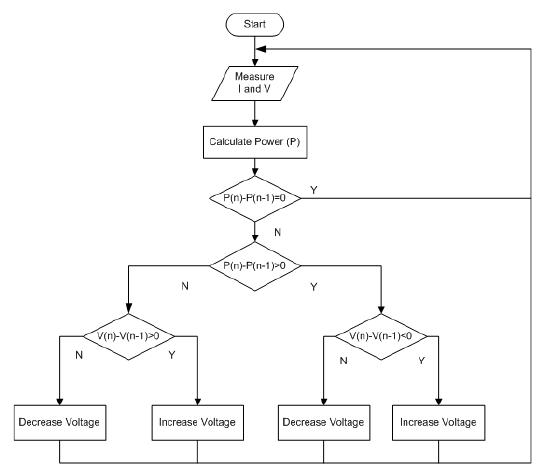 Start
Measure
I and V
Calculate Power (P)
P(n)-P(n-1)=0
Y
N
P(n)-P(n-1)>0
N
Y
V(n)-V(n-1)>0
V(n)-V(n-1)<0
N
Y
N
Y
Decrease Voltage
Increase Voltage
Decrease Voltage
Increase Voltage